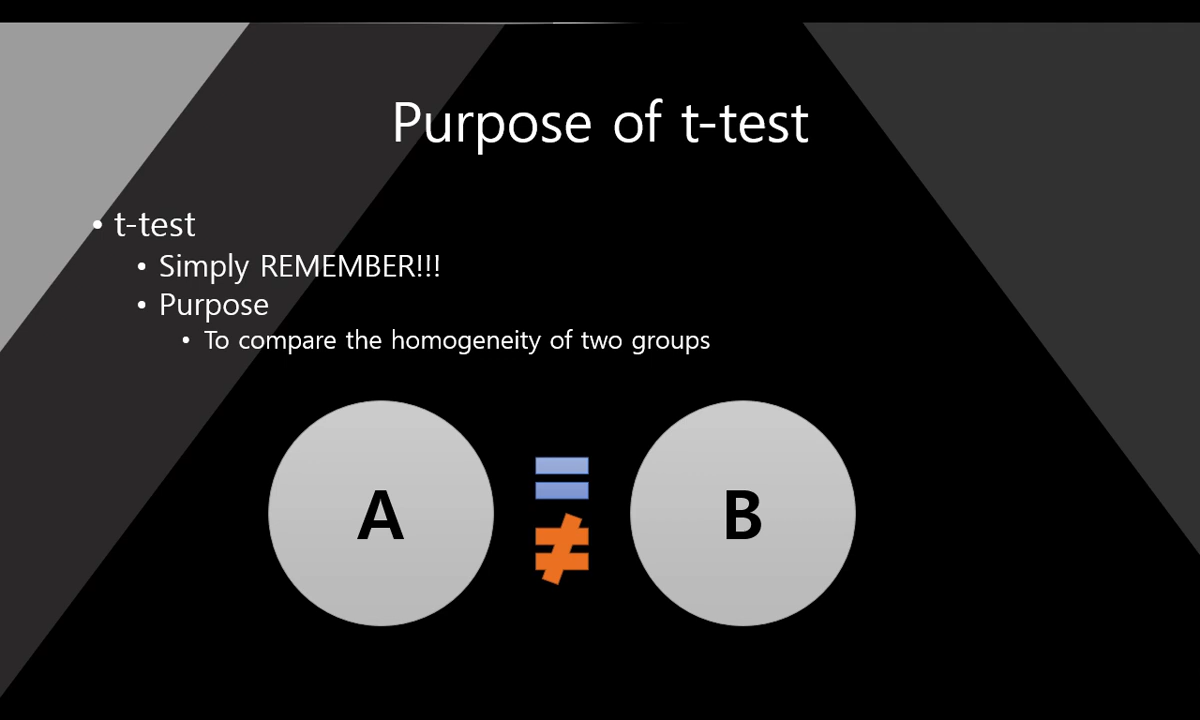 Purpose of t-test
• t-test
• Simply REMEMBER!!!
• Purpose
• To compare the homogeneity of two groups
A = B
≠